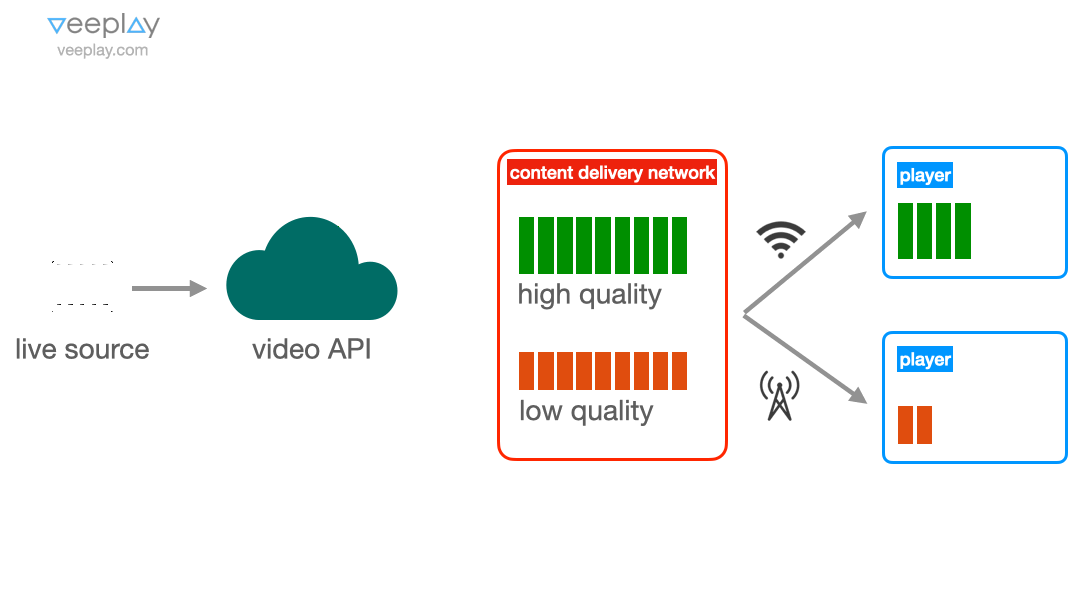 veeplay
veeplay.com
live source
video API
content delivery network
high quality
low quality
player
player